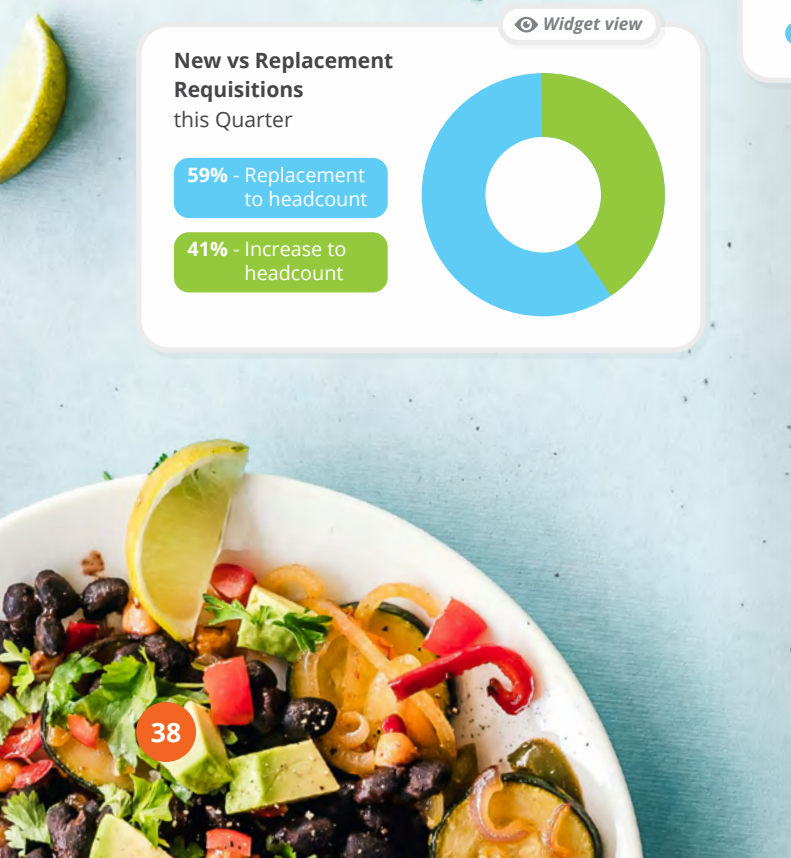 Widget view
New vs Replacement
Requisitions
this Quarter
59% - Replacement
to headcount
41% - Increase to
headcount
38